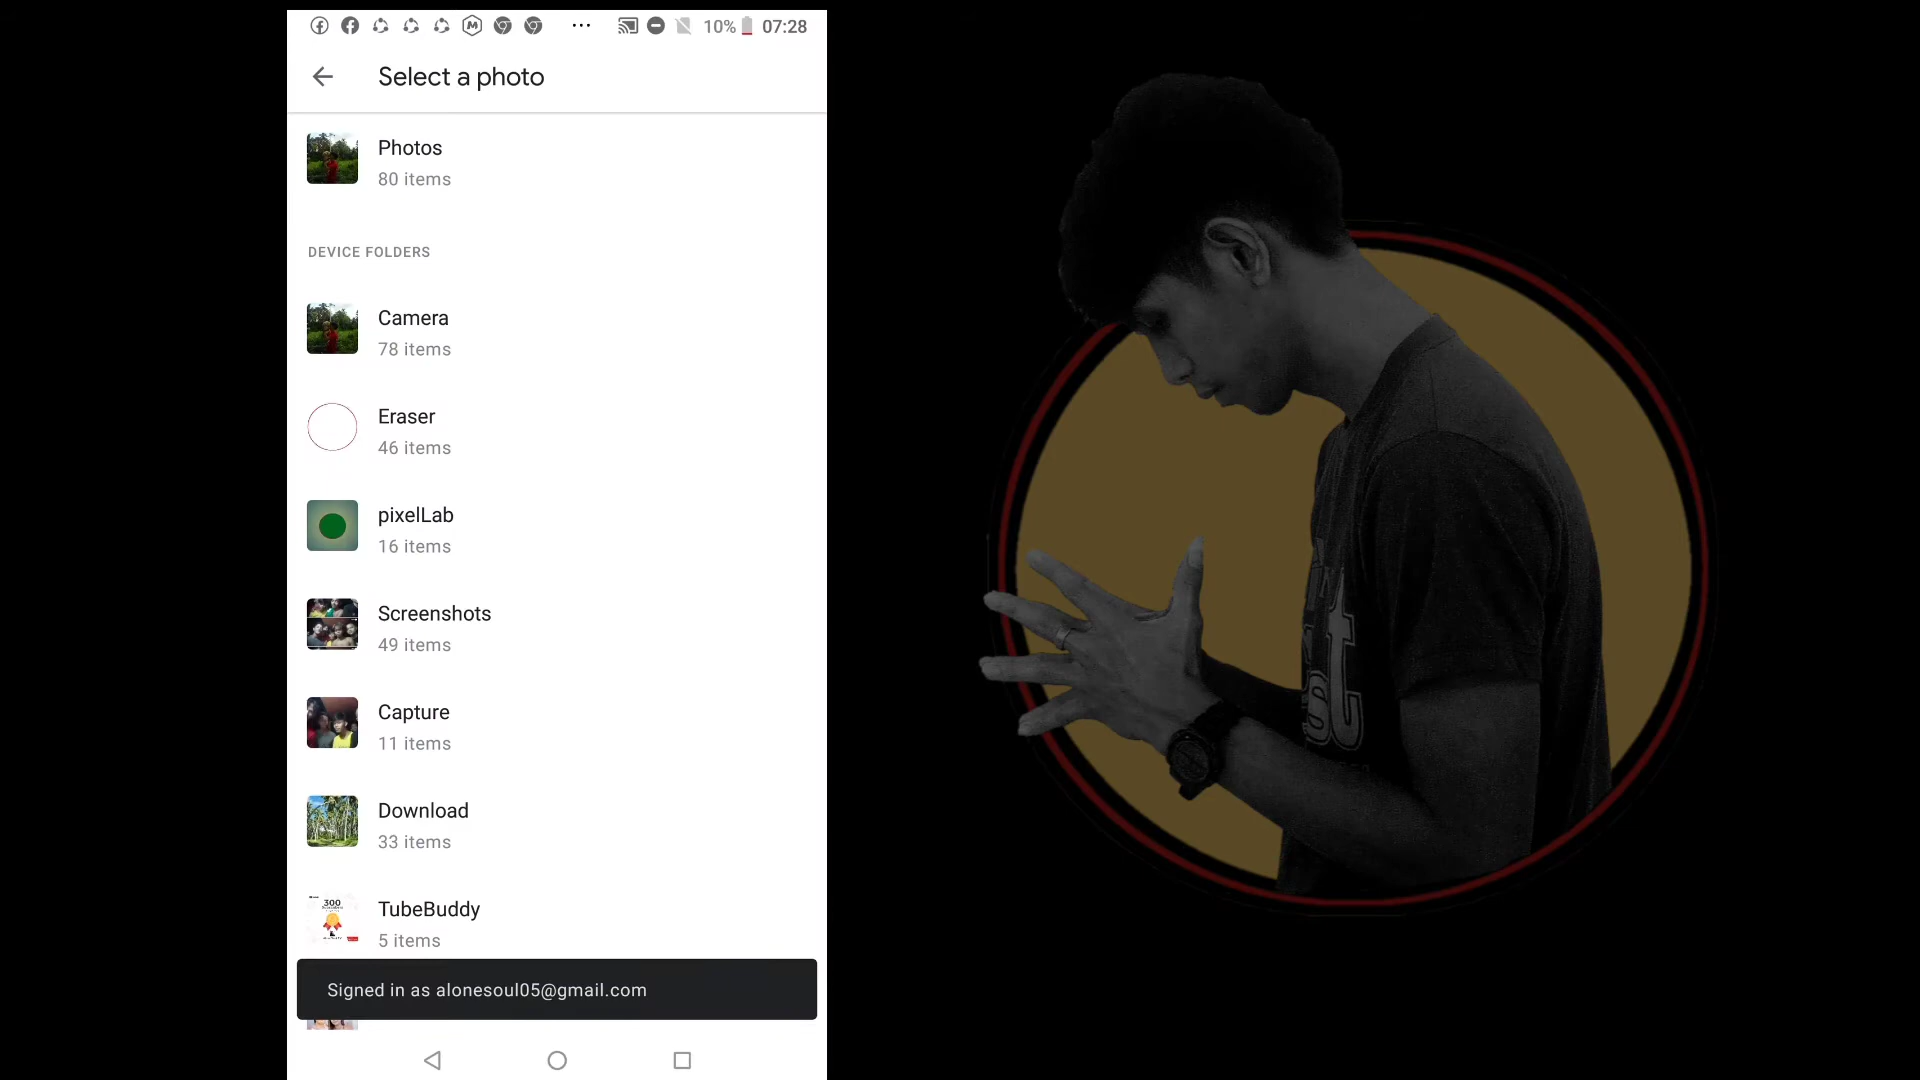 10% 07:28
Select a photo
Photos
80 items
DEVICE FOLDERS
Camera
78 items
Eraser
46 items
pixelLab
16 items
Screenshots
49 items
Capture
11 items
Download
33 items
300
TubeBuddy
5 items
Signed in as alonesoul05@gmail.com